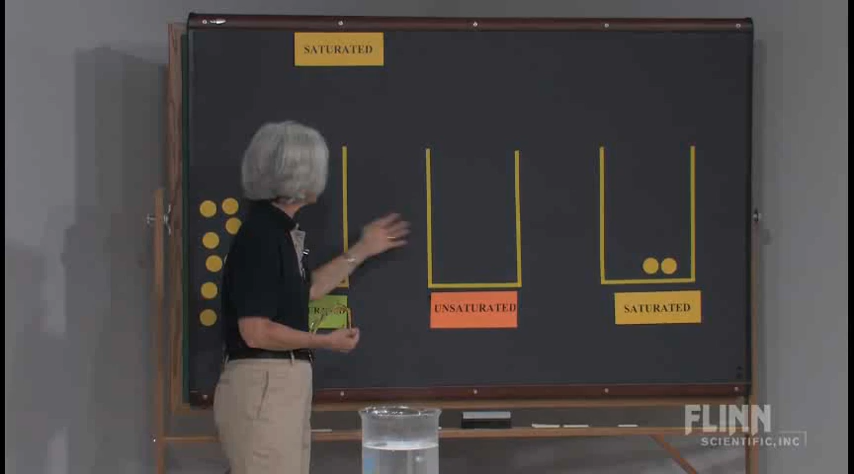 SATURATED
UNSATURATED
SATURATED
FLINN
SCIENTIFIC, INC